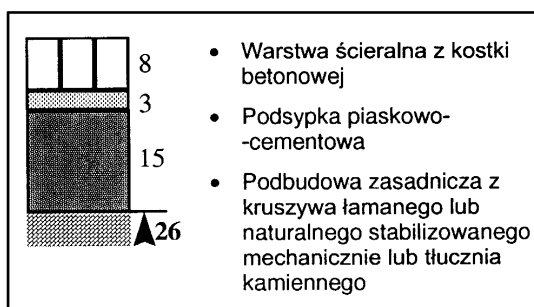 8
3
15
26
• Warstwa ścieralna z kostki
betonowej
• Podsypka piaskowo-
-cementowa
• Podbudowa zasadnicza z
kruszywa łamanego lub
naturalnego stabilizowanego
mechanicznie lub tłucznia
kamiennego